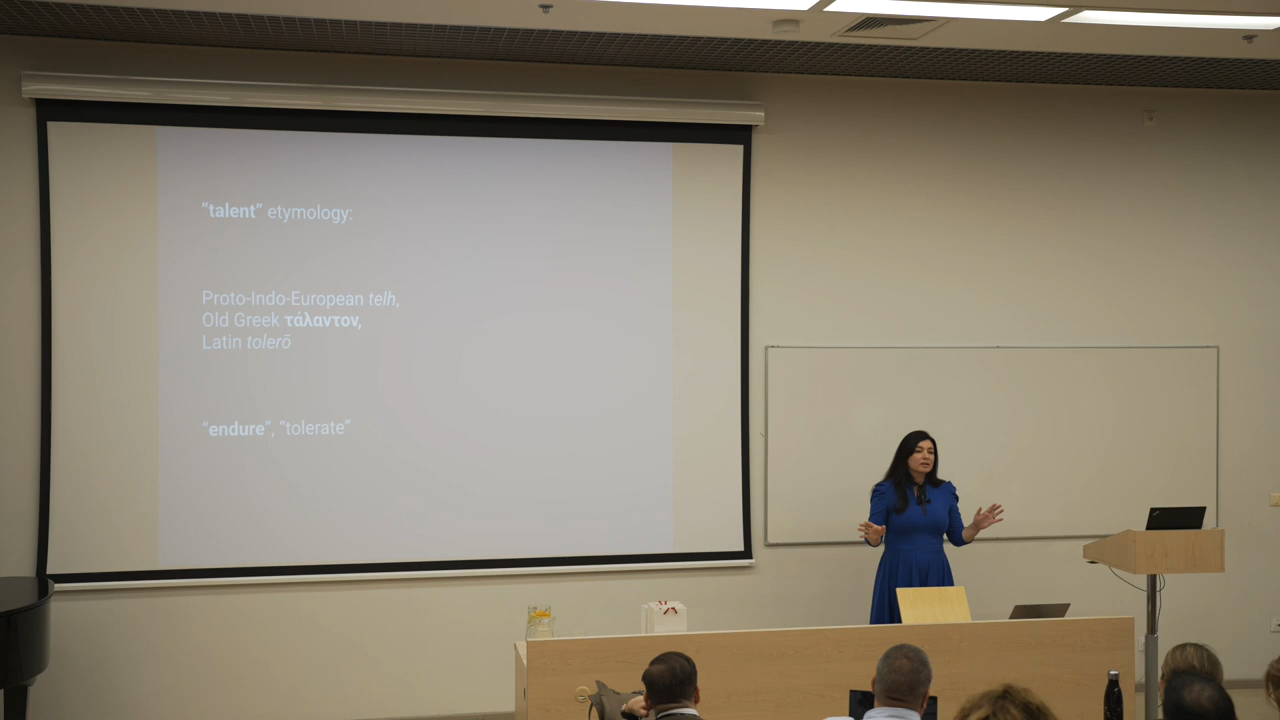 “talent” etymology:
Proto-Indo-European telh,
Old Greek τάλαντον,
Latin tolerō
“endure”, “tolerate”